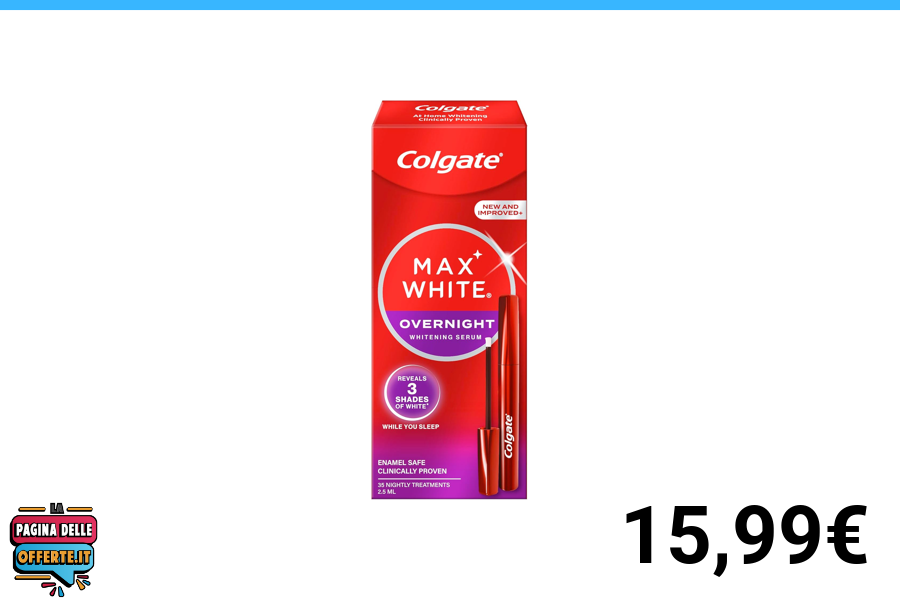 Colgate®
At Home Whitening
Clinically Proven
Colgate®
NEW AND
IMPROVED+
MAX
WHITE®
OVERNIGHT
WHITENING SERUM
REVEALS
3
SHADES
OF WHITE*
WHILE YOU SLEEP
Colgate®
ENAMEL SAFE
CLINICALLY PROVEN
35 NIGHTLY TREATMENTS
2.5 ML
LA
PAGINA DELLE
OFFERTE.IT
15,99€